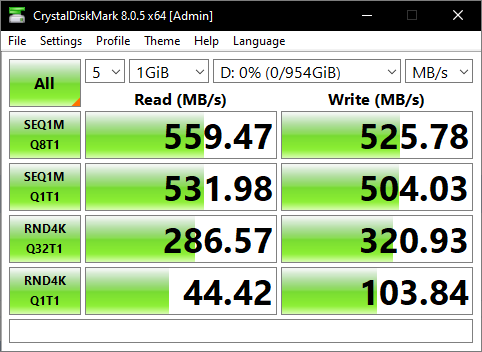 CrystalDiskMark 8.0.5 x64 [Admin]
File Settings Profile Theme Help Language
All 5 1GiB D: 0% (0/954GiB) MB/s
Read (MB/s) Write (MB/s)
SEQ1M
Q8T1 559.47 525.78
SEQ1M
Q1T1 531.98 504.03
RND4K
Q32T1 286.57 320.93
RND4K
Q1T1 44.42 103.84